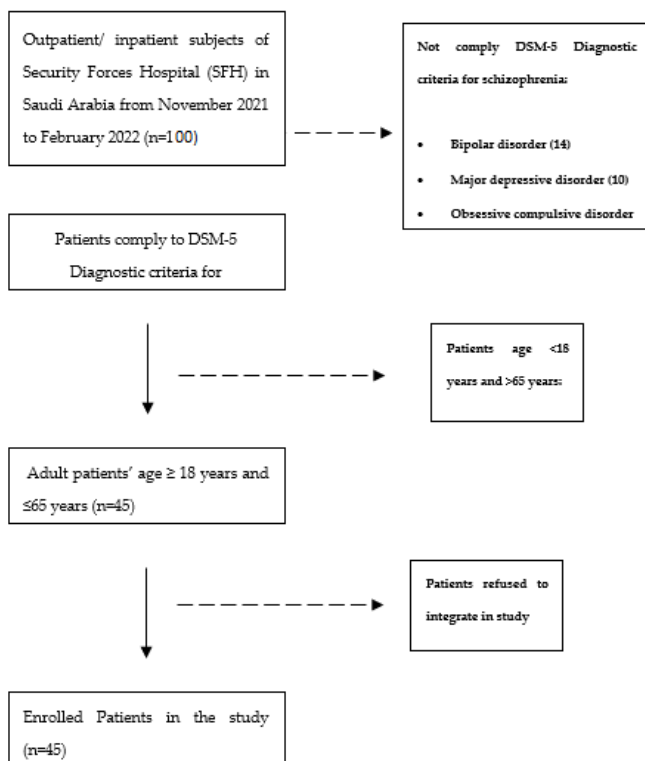 Outpatient/ inpatient subjects of
Security Forces Hospital (SFH) in
Saudi Arabia from November 2021
to February 2022 (n=100)
Not comply DSM-5 Diagnostic
criteria for schizophrenia:
• Bipolar disorder (14)
• Major depressive disorder (10)
• Obsessive compulsive disorder
Patients comply to DSM-5
Diagnostic criteria for
Patients age <18
years and >65 years:
Adult patients’ age ≥ 18 years and
≤65 years (n=45)
Patients refused to
integrate in study
Enrolled Patients in the study
(n=45)